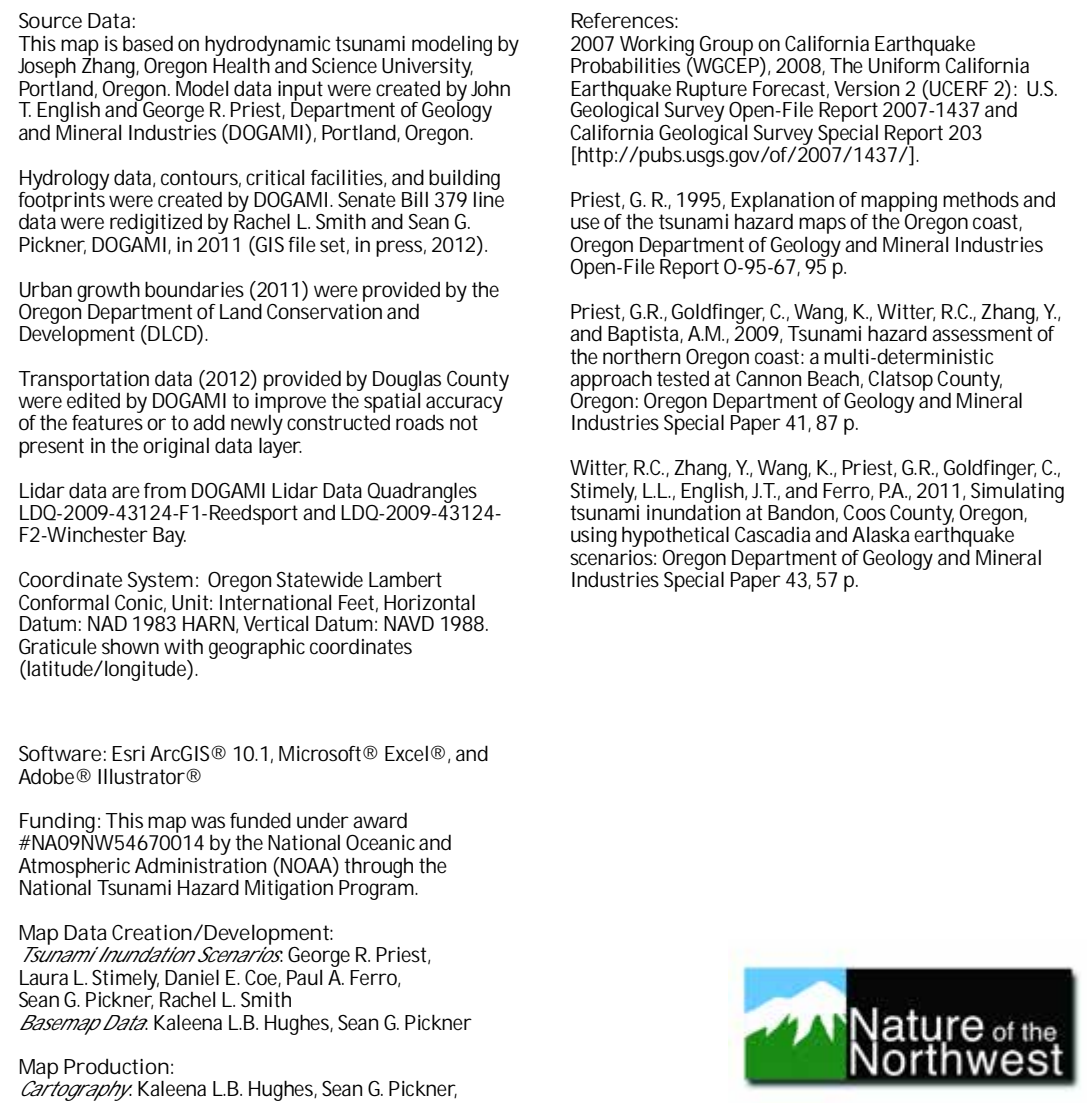 Source Data:
This map is based on hydrodynamic tsunami modeling by
Joseph Zhang, Oregon Health and Science University,
Portland, Oregon. Model data input were created by John
T. English and George R. Priest, Department of Geology
and Mineral Industries (DOGAMI), Portland, Oregon.
Hydrology data, contours, critical facilities, and building
footprints were created by DOGAMI. Senate Bill 379 line
data were redigitized by Rachel L. Smith and Sean G.
Pickner, DOGAMI, in 2011 (GIS file set, in press, 2012).
Urban growth boundaries (2011) were provided by the
Oregon Department of Land Conservation and
Development (DLCD).
Transportation data (2012) provided by Douglas County
were edited by DOGAMI to improve the spatial accuracy
of the features or to add newly constructed roads not
present in the original data layer.
Lidar data are from DOGAMI Lidar Data Quadrangles
LDQ-2009-43124-F1-Reedsport and LDQ-2009-43124-
F2-Winchester Bay.
Coordinate System: Oregon Statewide Lambert
Conformal Conic, Unit: International Feet, Horizontal
Datum: NAD 1983 HARN, Vertical Datum: NAVD 1988.
Graticule shown with geographic coordinates
(latitude/longitude).
Software: Esri ArcGIS® 10.1, Microsoft® Excel®, and
Adobe® Illustrator®
Funding: This map was funded under award
#NA09NW54670014 by the National Oceanic and
Atmospheric Administration (NOAA) through the
National Tsunami Hazard Mitigation Program.
Map Data Creation/Development:
Tsunami Inundation Scenarios: George R. Priest,
Laura L. Stimely, Daniel E. Coe, Paul A. Ferro,
Sean G. Pickner, Rachel L. Smith
Basemap Data: Kaleena L.B. Hughes, Sean G. Pickner
Map Production:
Cartography: Kaleena L.B. Hughes, Sean G. Pickner,
References:
2007 Working Group on California Earthquake
Probabilities (WGCEP), 2008, The Uniform California
Earthquake Rupture Forecast, Version 2 (UCERF 2): U.S.
Geological Survey Open-File Report 2007-1437 and
California Geological Survey Special Report 203
[http://pubs.usgs.gov/of/2007/1437/].
Priest, G. R., 1995, Explanation of mapping methods and
use of the tsunami hazard maps of the Oregon coast,
Oregon Department of Geology and Mineral Industries
Open-File Report O-95-67, 95 p.
Priest, G.R., Goldfinger, C., Wang, K., Witter, R.C., Zhang, Y.,
and Baptista, A.M., 2009, Tsunami hazard assessment of
the northern Oregon coast: a multi-deterministic
approach tested at Cannon Beach, Clatsop County,
Oregon: Oregon Department of Geology and Mineral
Industries Special Paper 41, 87 p.
Witter, R.C., Zhang, Y., Wang, K., Priest, G.R., Goldfinger, C.,
Stimely, L.L., English, J.T., and Ferro, P.A., 2011, Simulating
tsunami inundation at Bandon, Coos County, Oregon,
using hypothetical Cascadia and Alaska earthquake
scenarios: Oregon Department of Geology and Mineral
Industries Special Paper 43, 57 p.
Nature of the
Northwest